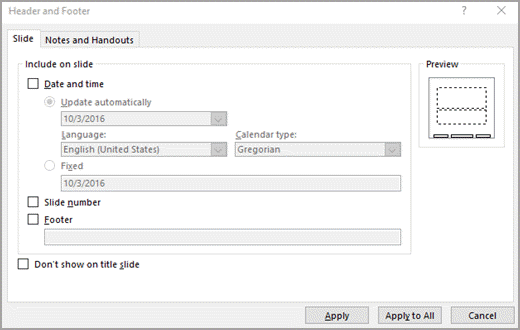 Header and Footer ? X
Slide Notes and Handouts
Include on slide Preview
Date and time
Update automatically
10/3/2016
Language: Calendar type:
English (United States) Gregorian
Fixed
10/3/2016
Slide number
Footer
Don't show on title slide
Apply Apply to All Cancel